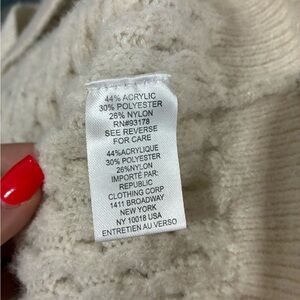 44% ACRYLIC
30% POLYESTER
26% NYLON
RN#93178
SEE REVERSE
FOR CARE
44%ACRYLIQUE
30% POLYESTER
26%NYLON
IMPORTÉ PAR:
REPUBLIC
CLOTHING CORP
1411 BROADWAY
NEW YORK
NY 10018 USA
ENTRETIEN AU VERSO